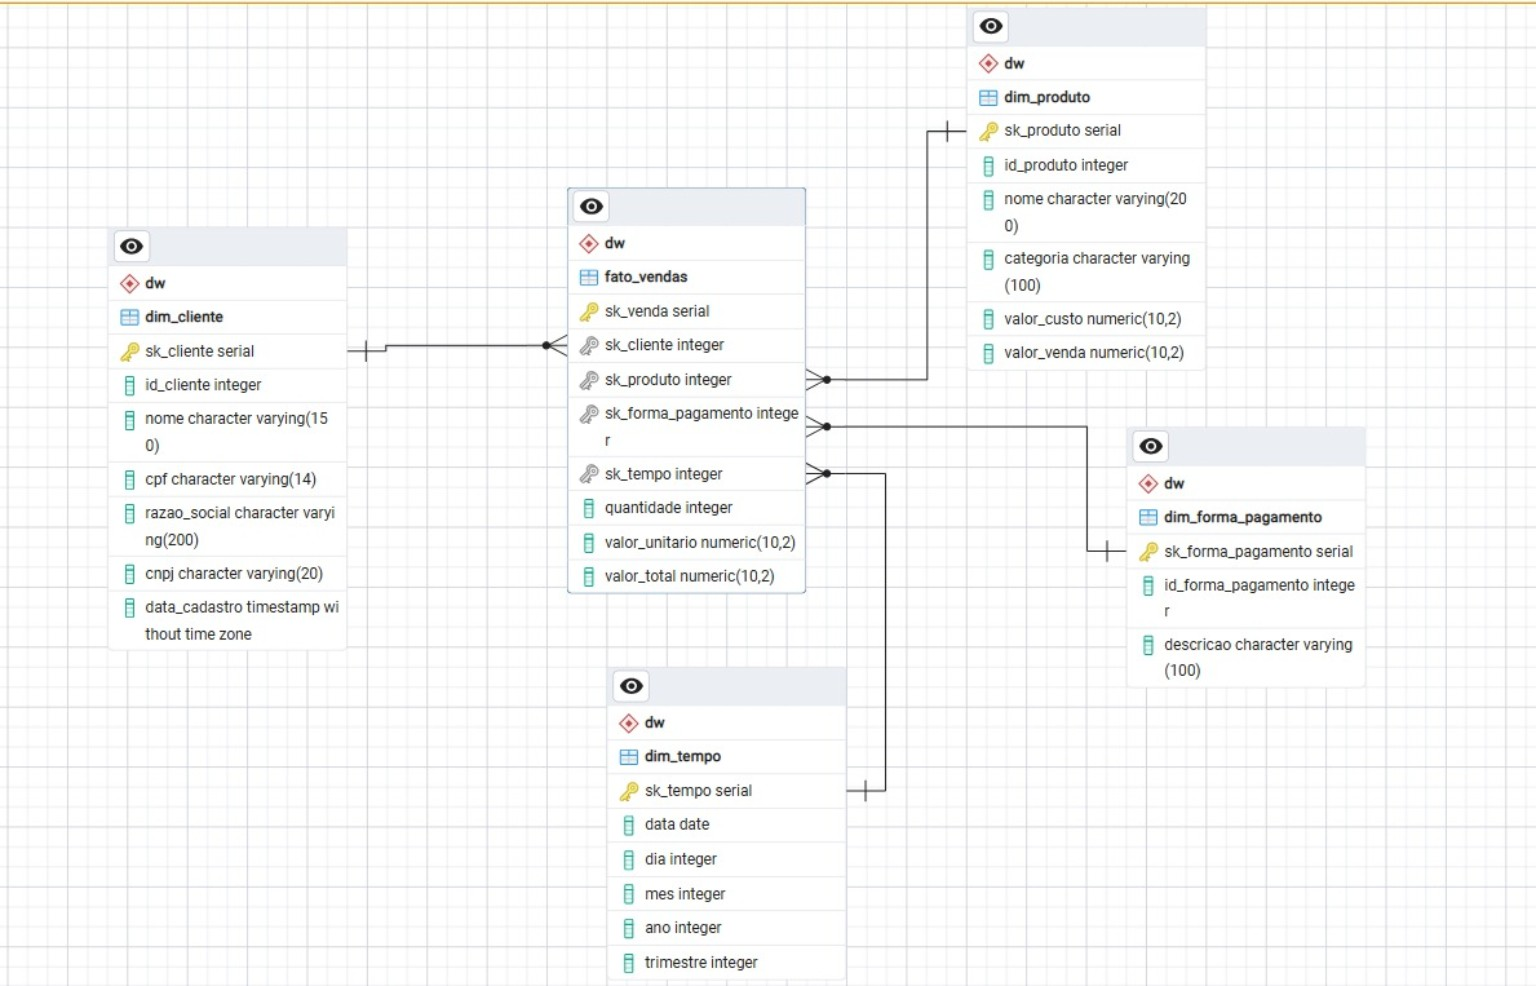 dw
dim_cliente
sk_cliente serial
id_cliente integer
nome character varying(15
0)
cpf character varying(14)
razao_social character varyi
ng(200)
cnpj character varying(20)
data_cadastro timestamp wi
thout time zone
dw
fato_vendas
sk_venda serial
sk_cliente integer
sk_produto integer
sk_forma_pagamento intege
r
sk_tempo integer
quantidade integer
valor_unitario numeric(10,2)
valor_total numeric(10,2)
dw
dim_produto
sk_produto serial
id_produto integer
nome character varying(20
0)
categoria character varying
(100)
valor_custo numeric(10,2)
valor_venda numeric(10,2)
dw
dim_forma_pagamento
sk_forma_pagamento serial
id_forma_pagamento intege
r
descricao character varying
(100)
dw
dim_tempo
sk_tempo serial
data date
dia integer
mes integer
ano integer
trimestre integer